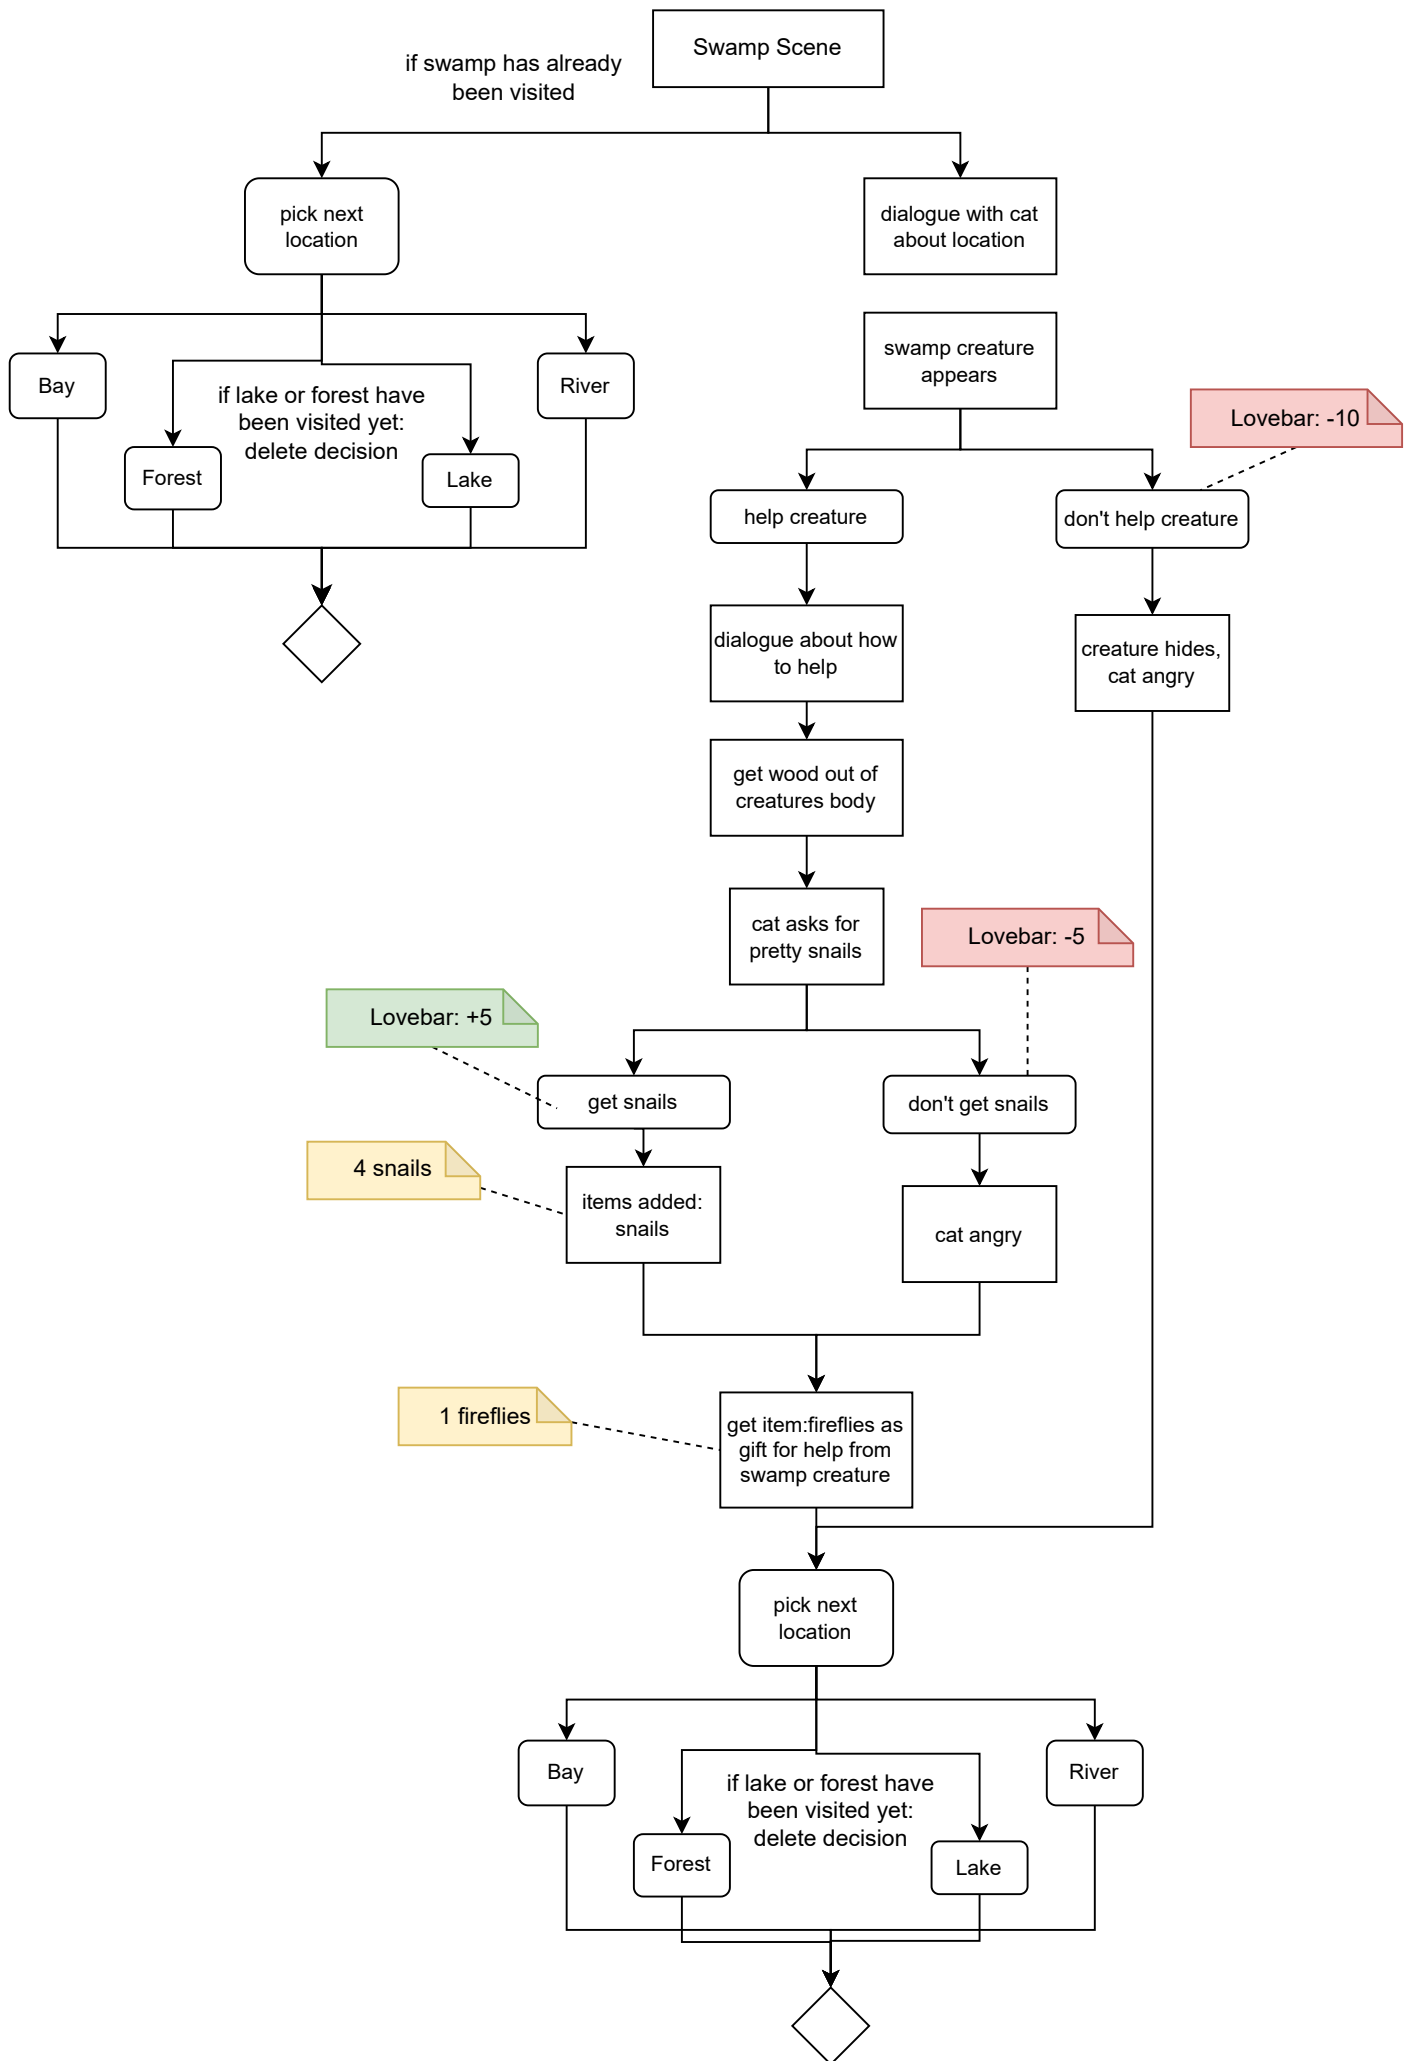 Swamp Scene
if swamp has already
been visited
pick next
location
dialogue with cat
about location
swamp creature
appears
Bay
River
if lake or forest have
been visited yet:
delete decision
Forest
Lake
Lovebar: -10
help creature
don't help creature
dialogue about how
to help
creature hides,
cat angry
get wood out of
creatures body
cat asks for
pretty snails
Lovebar: -5
Lovebar: +5
get snails
don't get snails
4 snails
items added:
snails
cat angry
1 fireflies
get item:fireflies as
gift for help from
swamp creature
pick next
location
Bay
River
if lake or forest have
been visited yet:
delete decision
Forest
Lake